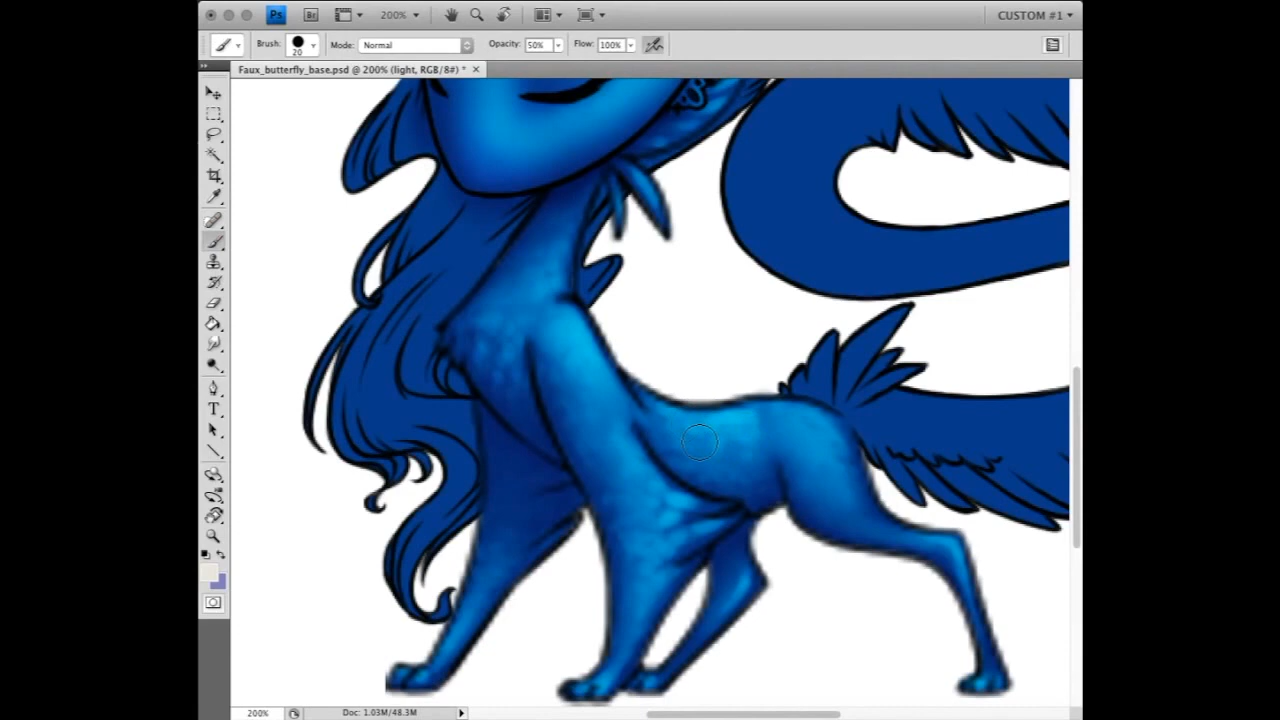 Ps Br 200% CUSTOM #1
Brush: 20 Mode: Normal Opacity: 50% Flow: 100%
Faux_butterfly_base.psd @ 200% (light, RGB/8#) * ×
T
200% Doc: 1.03M/48.3M